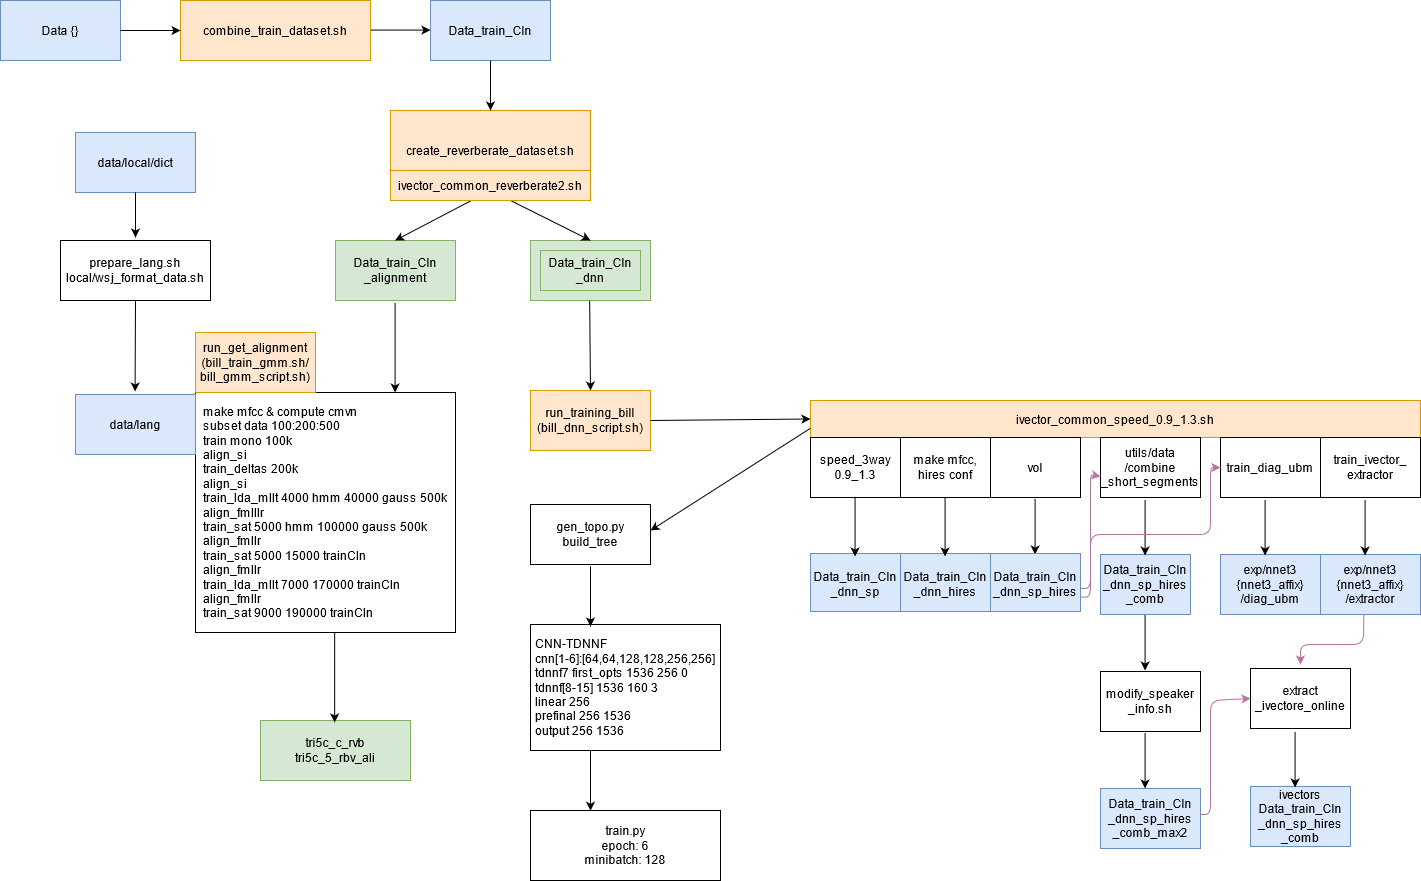 Data {}
combine_train_dataset.sh
Data_train_Cln
create_reverberate_dataset.sh
ivector_common_reverberate2.sh
data/local/dict
prepare_lang.sh
local/wsj_format_data.sh
data/lang
Data_train_Cln
_alignment
Data_train_Cln
_dnn
run_get_alignment
(bill_train_gmm.sh/
bill_gmm_script.sh)
make mfcc & compute cmvn
subset data 100:200:500
train mono 100k
align_si
train_deltas 200k
align_si
train_lda_mllt 4000 hmm 40000 gauss 500k
align_fmlllr
train_sat 5000 hmm 100000 gauss 500k
align_fmllr
train_sat 5000 15000 trainCln
align_fmllr
train_lda_mllt 7000 170000 trainCln
align_fmllr
train_sat 9000 190000 trainCln
tri5c_c_rvb
tri5c_5_rbv_ali
run_training_bill
(bill_dnn_script.sh)
gen_topo.py
build_tree
CNN-TDNNF
cnn[1-6]:[64,64,128,128,256,256]
tdnnf7 first_opts 1536 256 0
tdnnf[8-15] 1536 160 3
linear 256
prefinal 256 1536
output 256 1536
train.py
epoch: 6
minibatch: 128
ivector_common_speed_0.9_1.3.sh
speed_3way
0.9_1.3
make mfcc,
hires conf
vol
utils/data
/combine
_short_segments
train_diag_ubm
train_ivector_
extractor
Data_train_Cln
_dnn_sp
Data_train_Cln
_dnn_hires
Data_train_Cln
_dnn_sp_hires
Data_train_Cln
_dnn_sp_hires
_comb
exp/nnet3
{nnet3_affix}
/diag_ubm
exp/nnet3
{nnet3_affix}
/extractor
modify_speaker
_info.sh
extract
_ivectore_online
Data_train_Cln
_dnn_sp_hires
_comb_max2
ivectors
Data_train_Cln
_dnn_sp_hires
_comb